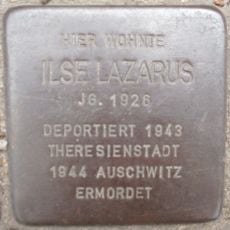 HIER WOHNTE
ILSE LAZARUS
JG. 1926
DEPORTIERT 1943
THERESIENSTADT
1944 AUSCHWITZ
ERMORDET